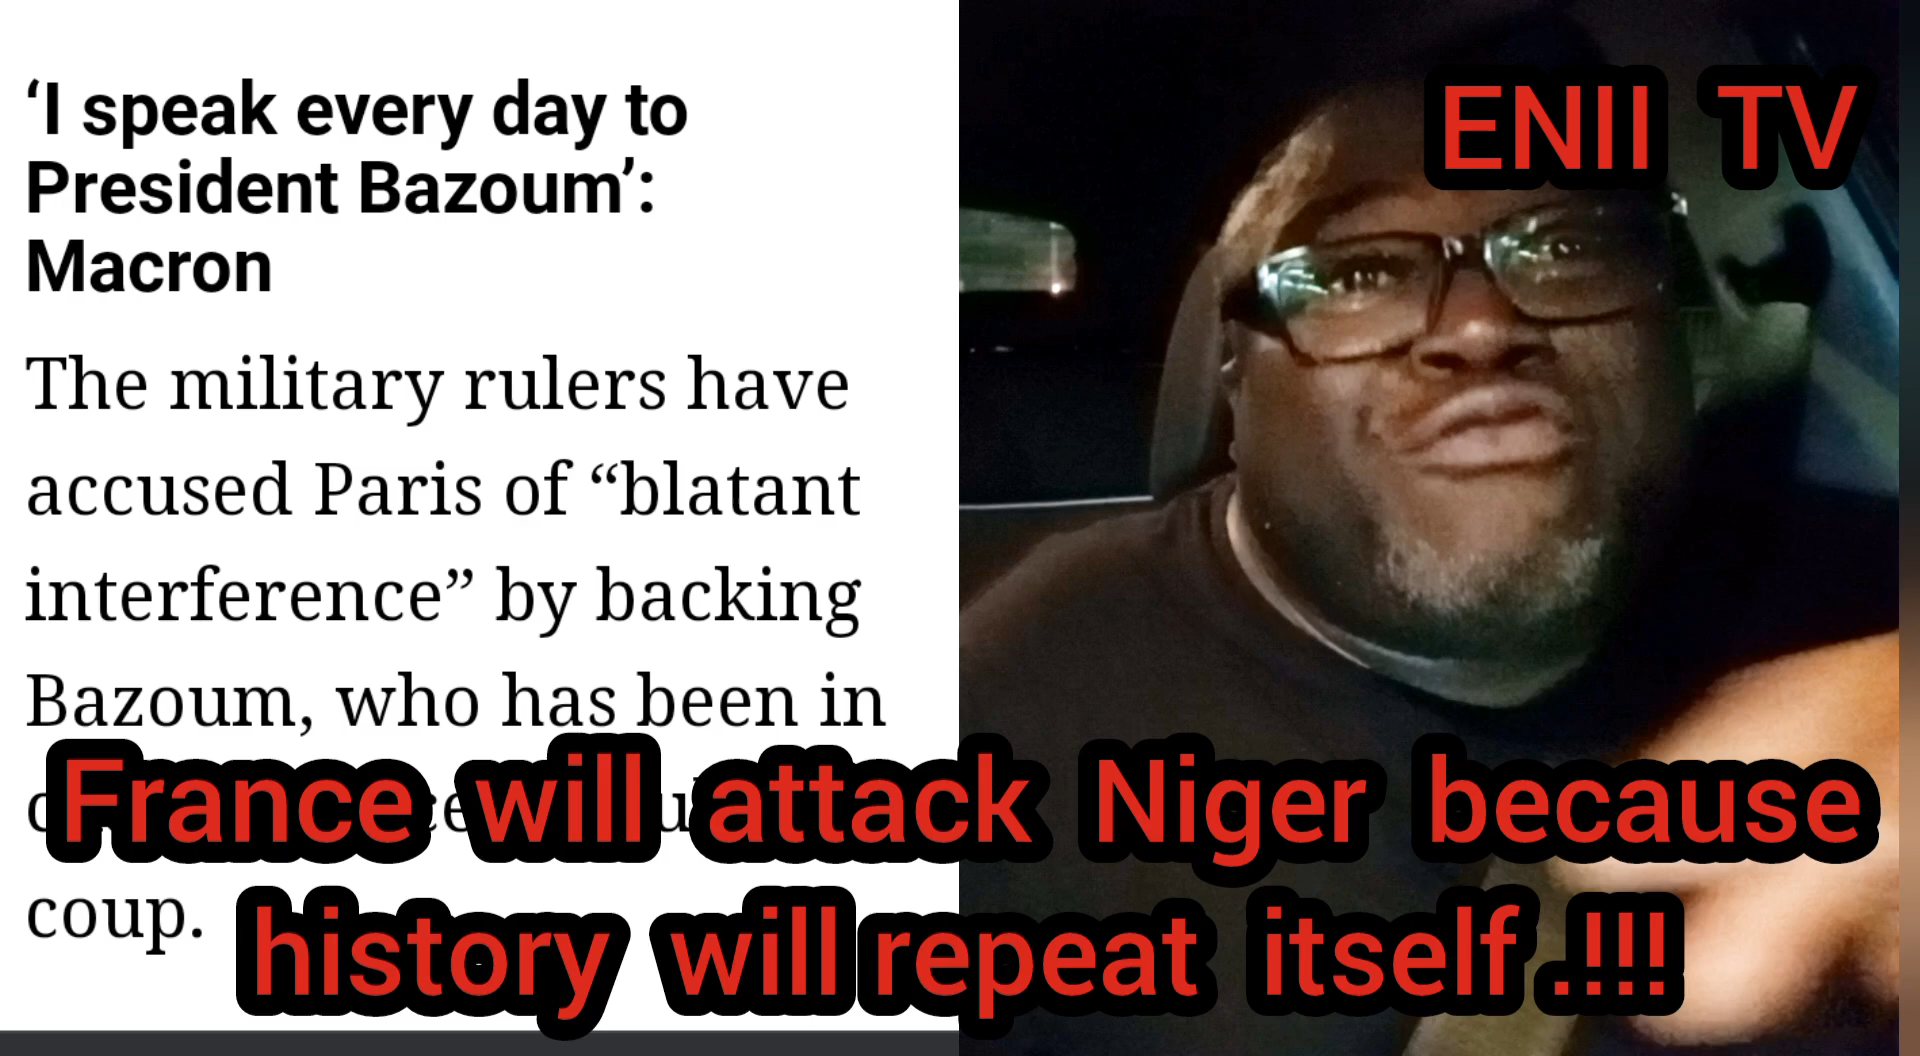 ‘I speak every day to
President Bazoum’:
Macron
The military rulers have
accused Paris of “blatant
interference” by backing
Bazoum, who has been in
coup.
ENII TV
France will attack Niger because
history will repeat itself .!!!